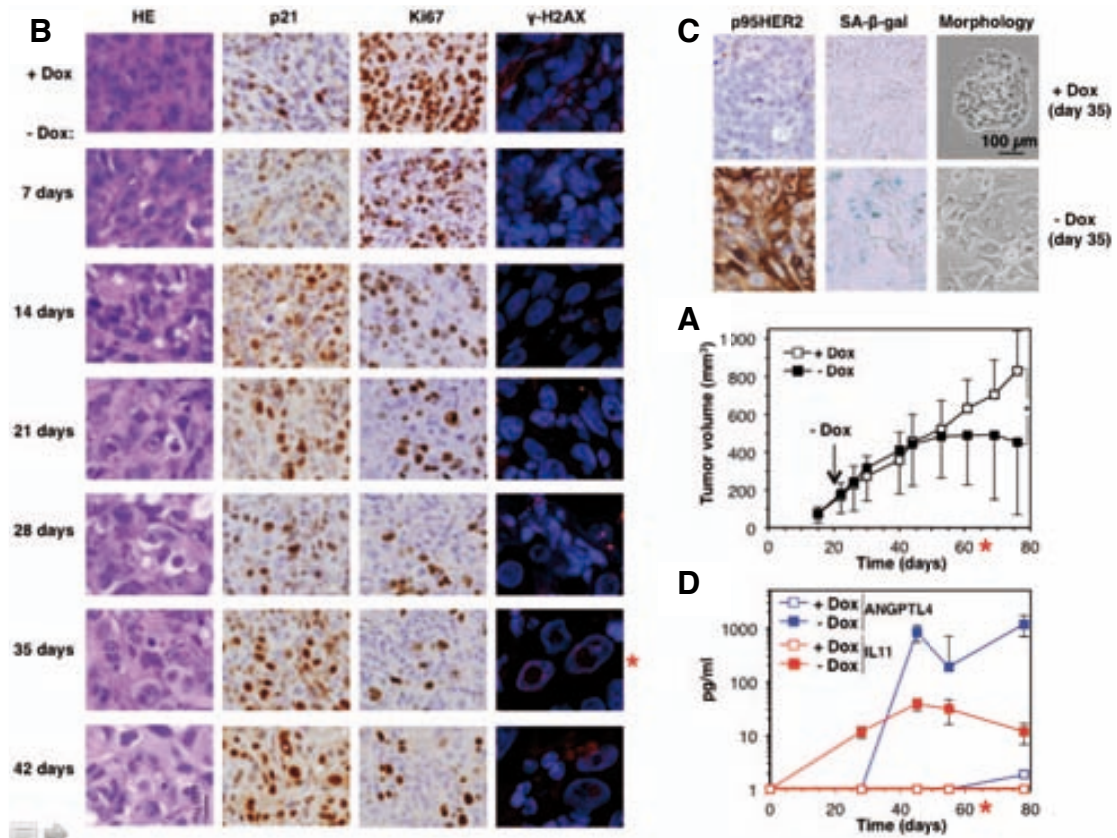 B
HE p21 Ki67 γ-H2AX
+ Dox
- Dox:
7 days
14 days
21 days
28 days
35 days
*
42 days
C
p95HER2 SA-β-gal Morphology
+ Dox
(day 35)
100 μm
- Dox
(day 35)
A
Tumor volume (mm³)
1000
800
600
400
200
0
+ Dox
- Dox
- Dox
*
0 20 40 60 * 80
Time (days)
D
pg/ml
1000
100
10
1
+ Dox
- Dox
ANGPTL4
+ Dox
- Dox
IL11
0 20 40 60 * 80
Time (days)